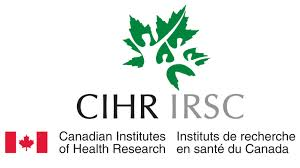 CIHR IRSC
Canadian Institutes of Health Research
Instituts de recherche en santé du Canada